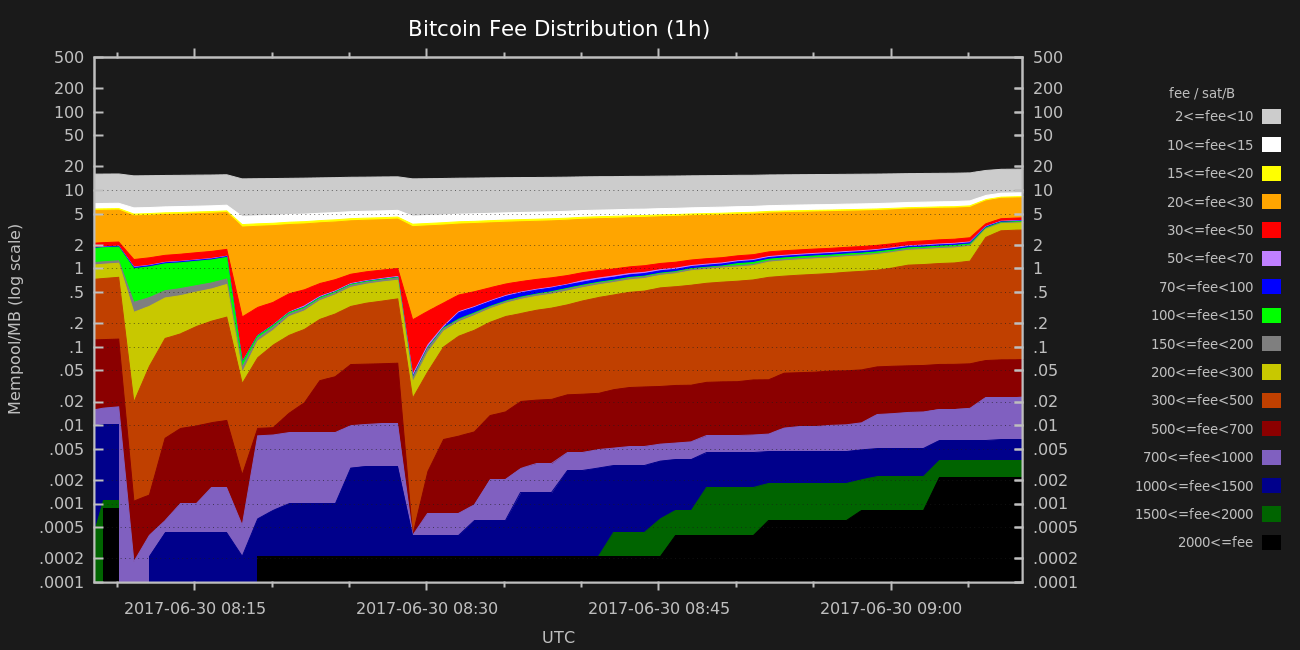 Bitcoin Fee Distribution (1h)
500 500
200 200
100 100
50 50
20 20
10 10
5 5
2 2
1 1
.5 .5
.2 .2
.1 .1
.05 .05
.02 .02
.01 .01
.005 .005
.002 .002
.001 .001
.0005 .0005
.0002 .0002
.0001 .0001
Mempool/MB (log scale)
2017-06-30 08:15 2017-06-30 08:30 2017-06-30 08:45 2017-06-30 09:00
UTC
fee / sat/B
2<=fee<10
10<=fee<15
15<=fee<20
20<=fee<30
30<=fee<50
50<=fee<70
70<=fee<100
100<=fee<150
150<=fee<200
200<=fee<300
300<=fee<500
500<=fee<700
700<=fee<1000
1000<=fee<1500
1500<=fee<2000
2000<=fee